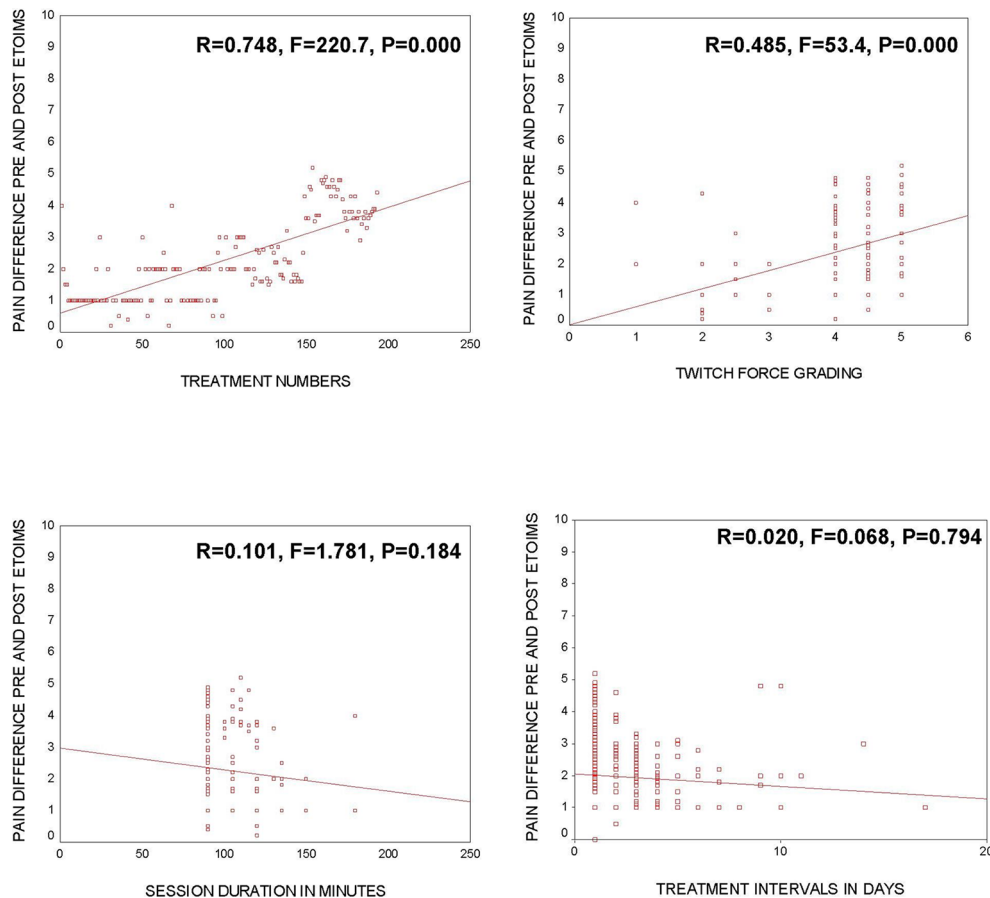 R=0.748, F=220.7, P=0.000
PAIN DIFFERENCE PRE AND POST ETOIMS
10
9
8
7
6
5
4
3
2
1
0
0 50 100 150 200 250
TREATMENT NUMBERS
R=0.485, F=53.4, P=0.000
PAIN DIFFERENCE PRE AND POST ETOIMS
10
9
8
7
6
5
4
3
2
1
0
0 1 2 3 4 5 6
TWITCH FORCE GRADING
R=0.101, F=1.781, P=0.184
PAIN DIFFERENCE PRE AND POST ETOIMS
10
9
8
7
6
5
4
3
2
1
0
0 50 100 150 200 250
SESSION DURATION IN MINUTES
R=0.020, F=0.068, P=0.794
PAIN DIFFERENCE PRE AND POST ETOIMS
10
9
8
7
6
5
4
3
2
1
0
0 10 20
TREATMENT INTERVALS IN DAYS